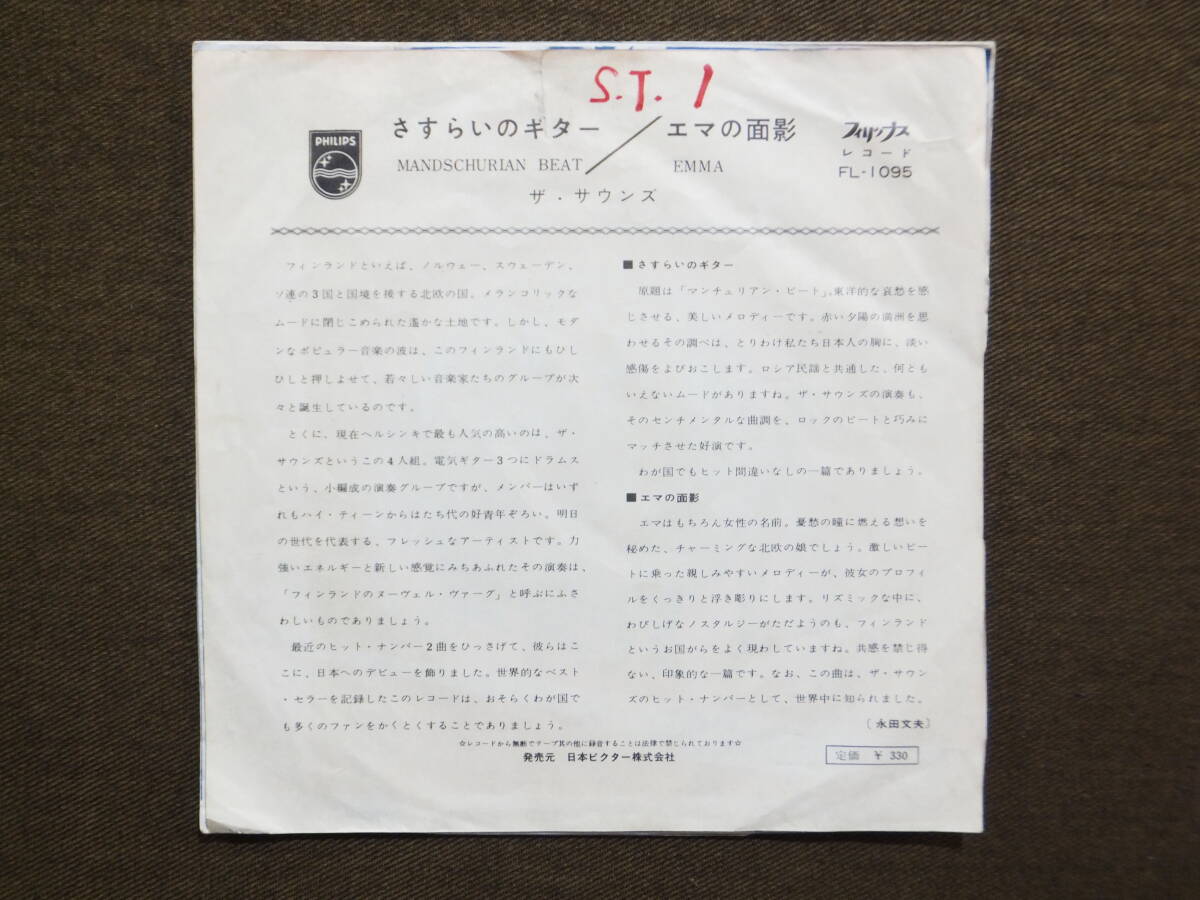 S.T. 1
さすらいのギター／エマの面影
MANDSCHURIAN BEAT EMMA
ザ・サウンズ
PHILIPS
フィリップス
レコード
FL-1095
フィンランドといえば、ノルウェー、スウェーデン、
ソ連の3国と国境を接する北欧の国。メランコリックな
ムードに閉じこめられた遙かな土地です。しかし、モダ
ンなポピュラー音楽の波は、このフィンランドにもひし
ひしと押しよせて、若々しい音楽家たちのグループが次
々と誕生しているのです。
とくに、現在ヘルシンキで最も人気の高いのは、ザ・
サウンズというこの4人組。電気ギター3つにドラムス
という、小編成の演奏グループですが、メンバーはいず
れもハイ・ティーンからはたち代の好青年ぞろい。明日
の世代を代表する、フレッシュなアーティストです。力
強いエネルギーと新しい感覚にみちあふれたその演奏は、
「フィンランドのヌーヴェル・ヴァーグ」と呼ぶにふさ
わしいものでありましょう。
最近のヒット・ナンバー2曲をひっさげて、彼らはこ
こに、日本へのデビューを飾りました。世界的なベスト
・セラーを記録したこのレコードは、おそらくわが国で
も多くのファンをかくとくすることでありましょう。
■さすらいのギター
原題は「マンチュリアン・ビート」。東洋的な哀愁を感
じさせる、美しいメロディーです。赤い夕陽の満洲を思
わせるその調べは、とりわけ私たち日本人の胸に、淡い
感傷をよびおこします。ロシア民謡と共通した、何とも
いえないムードがありますね。ザ・サウンズの演奏も、
そのセンチメンタルな曲調を、ロックのビートと巧みに
マッチさせた好演です。
わが国でもヒット間違いなしの一篇でありましょう。
■エマの面影
エマはもちろん女性の名前。憂愁の瞳に燃える想いを
秘めた、チャーミングな北欧の娘でしょう。激しいビー
トに乗った親しみやすいメロディーが、彼女のプロフィ
ルをくっきりと浮き彫りにします。リズミックな中に、
わびしげなノスタルジーがただようのも、フィンランド
というお国がらをよく現わしていますね。共感を禁じ得
ない、印象的な一篇です。なお、この曲は、ザ・サウン
ズのヒット・ナンバーとして、世界中に知られました。
〔永田文夫〕
☆レコードから無断でテープ其の他に録音することは法律で禁じられております☆
発売元 日本ビクター株式会社
定価 ￥330